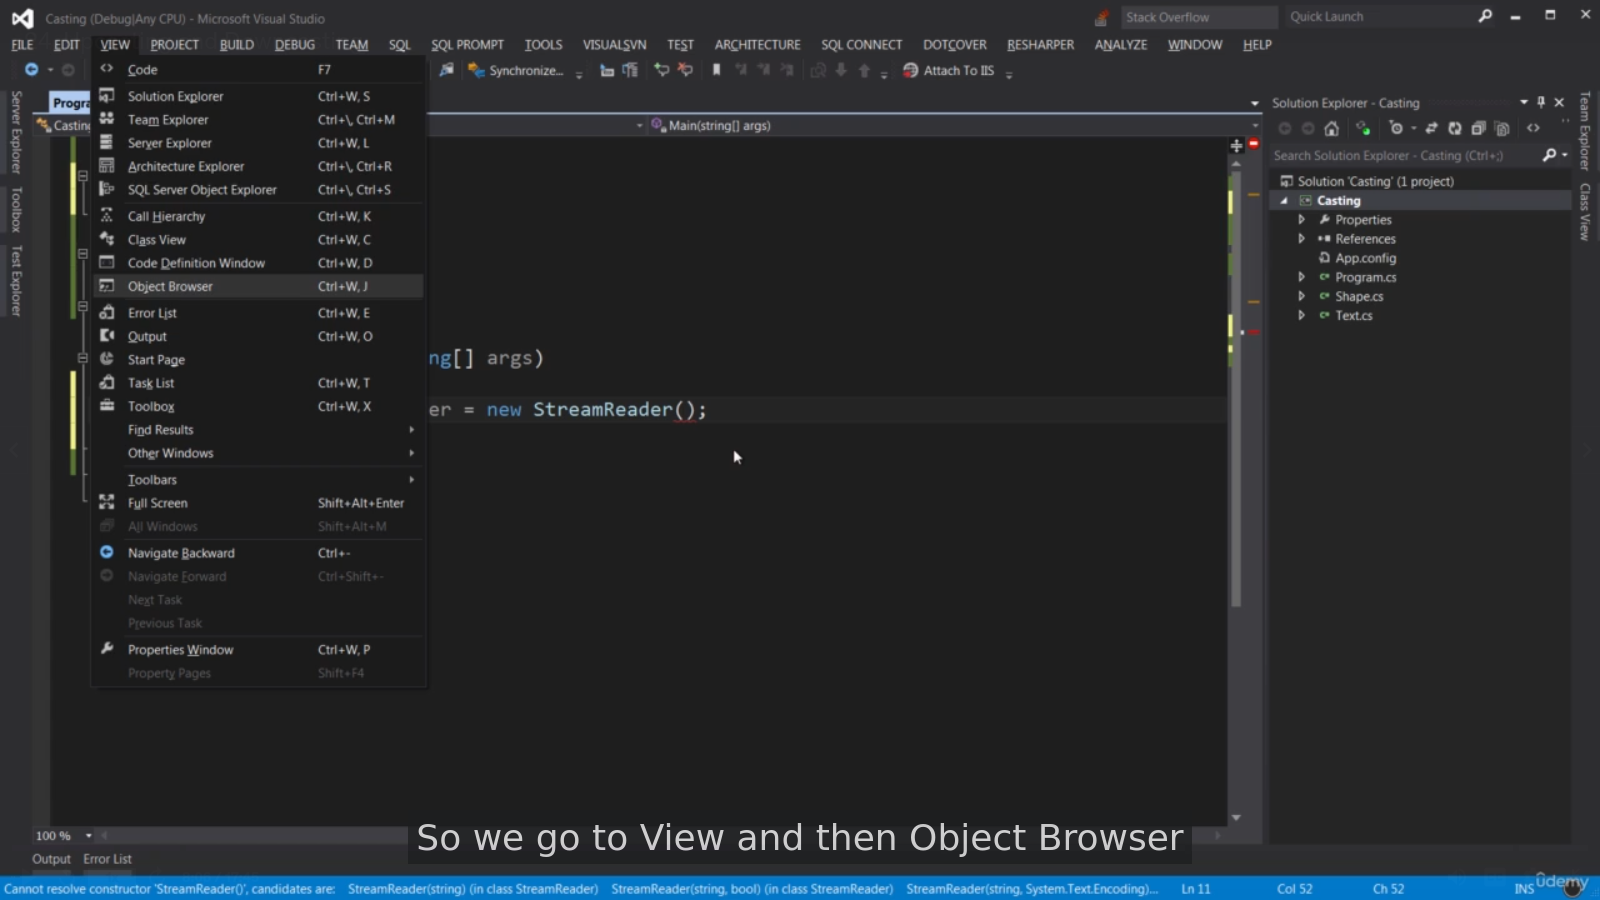 Casting (Debug|Any CPU) - Microsoft Visual Studio
Stack Overflow
Quick Launch
FILE EDIT VIEW PROJECT BUILD DEBUG TEAM SQL SQL PROMPT TOOLS VISUALSVN TEST ARCHITECTURE SQL CONNECT DOTCOVER RESHARPER ANALYZE WINDOW HELP
Synchronize...
Attach To IIS
Server Explorer
Toolbox
Test Explorer
Progra
Casting
Main(string[] args)
Code F7
Solution Explorer Ctrl+W, S
Team Explorer Ctrl+\, Ctrl+M
Server Explorer Ctrl+W, L
Architecture Explorer Ctrl+\, Ctrl+R
SQL Server Object Explorer Ctrl+\, Ctrl+S
Call Hierarchy Ctrl+W, K
Class View Ctrl+W, C
Code Definition Window Ctrl+W, D
Object Browser Ctrl+W, J
Error List Ctrl+W, E
Output Ctrl+W, O
Start Page
Task List Ctrl+W, T
Toolbox Ctrl+W, X
Find Results
Other Windows
Toolbars
Full Screen Shift+Alt+Enter
All Windows Shift+Alt+M
Navigate Backward Ctrl+-
Navigate Forward Ctrl+Shift+-
Next Task
Previous Task
Properties Window Ctrl+W, P
Property Pages Shift+F4
ng[] args)
er = new StreamReader();
Solution Explorer - Casting
Search Solution Explorer - Casting (Ctrl+;)
Solution 'Casting' (1 project)
Casting
Properties
References
App.config
Program.cs
Shape.cs
Text.cs
Team Explorer
Class View
100 %
So we go to View and then Object Browser
Output Error List
Cannot resolve constructor 'StreamReader()', candidates are: StreamReader(string) (in class StreamReader) StreamReader(string, bool) (in class StreamReader) StreamReader(string, System.Text.Encoding)... Ln 11 Col 52 Ch 52 INS
ûdemy